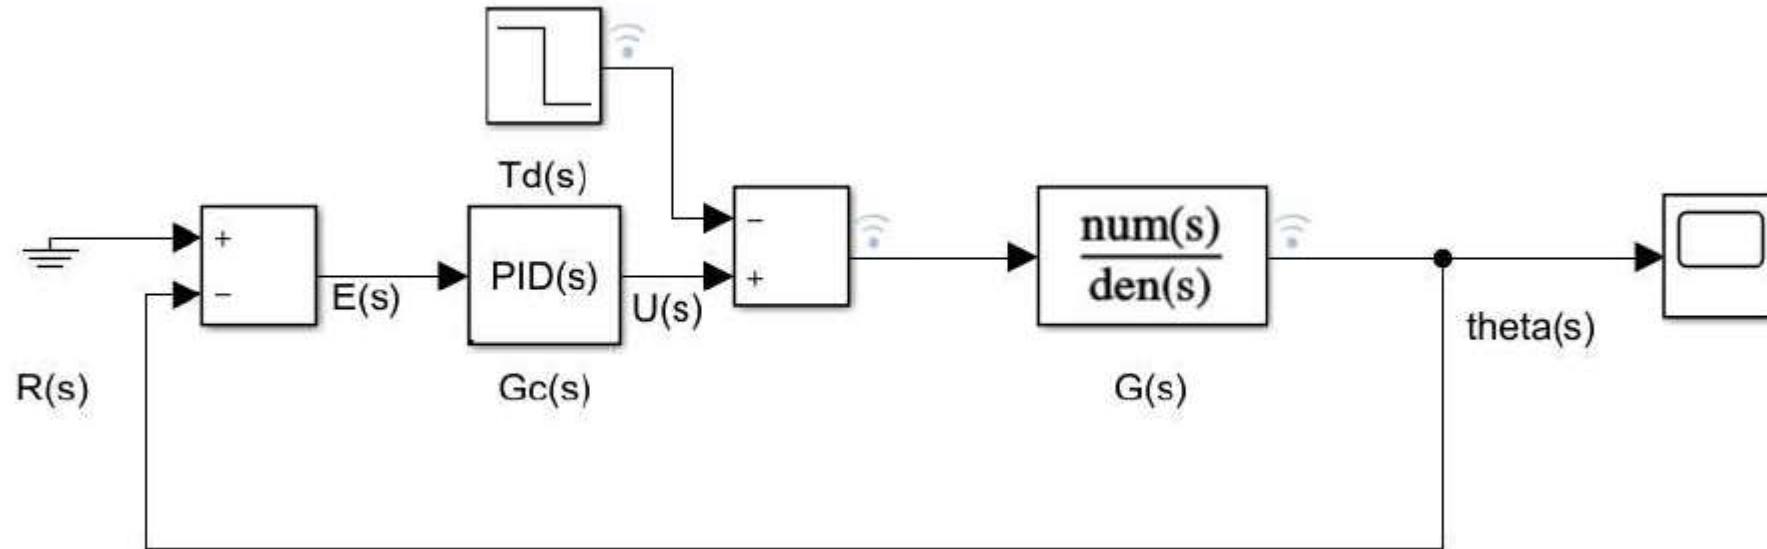 Td(s)
+
−
E(s)
PID(s)
U(s)
−
+
num(s)
den(s)
theta(s)
R(s)
Gc(s)
G(s)